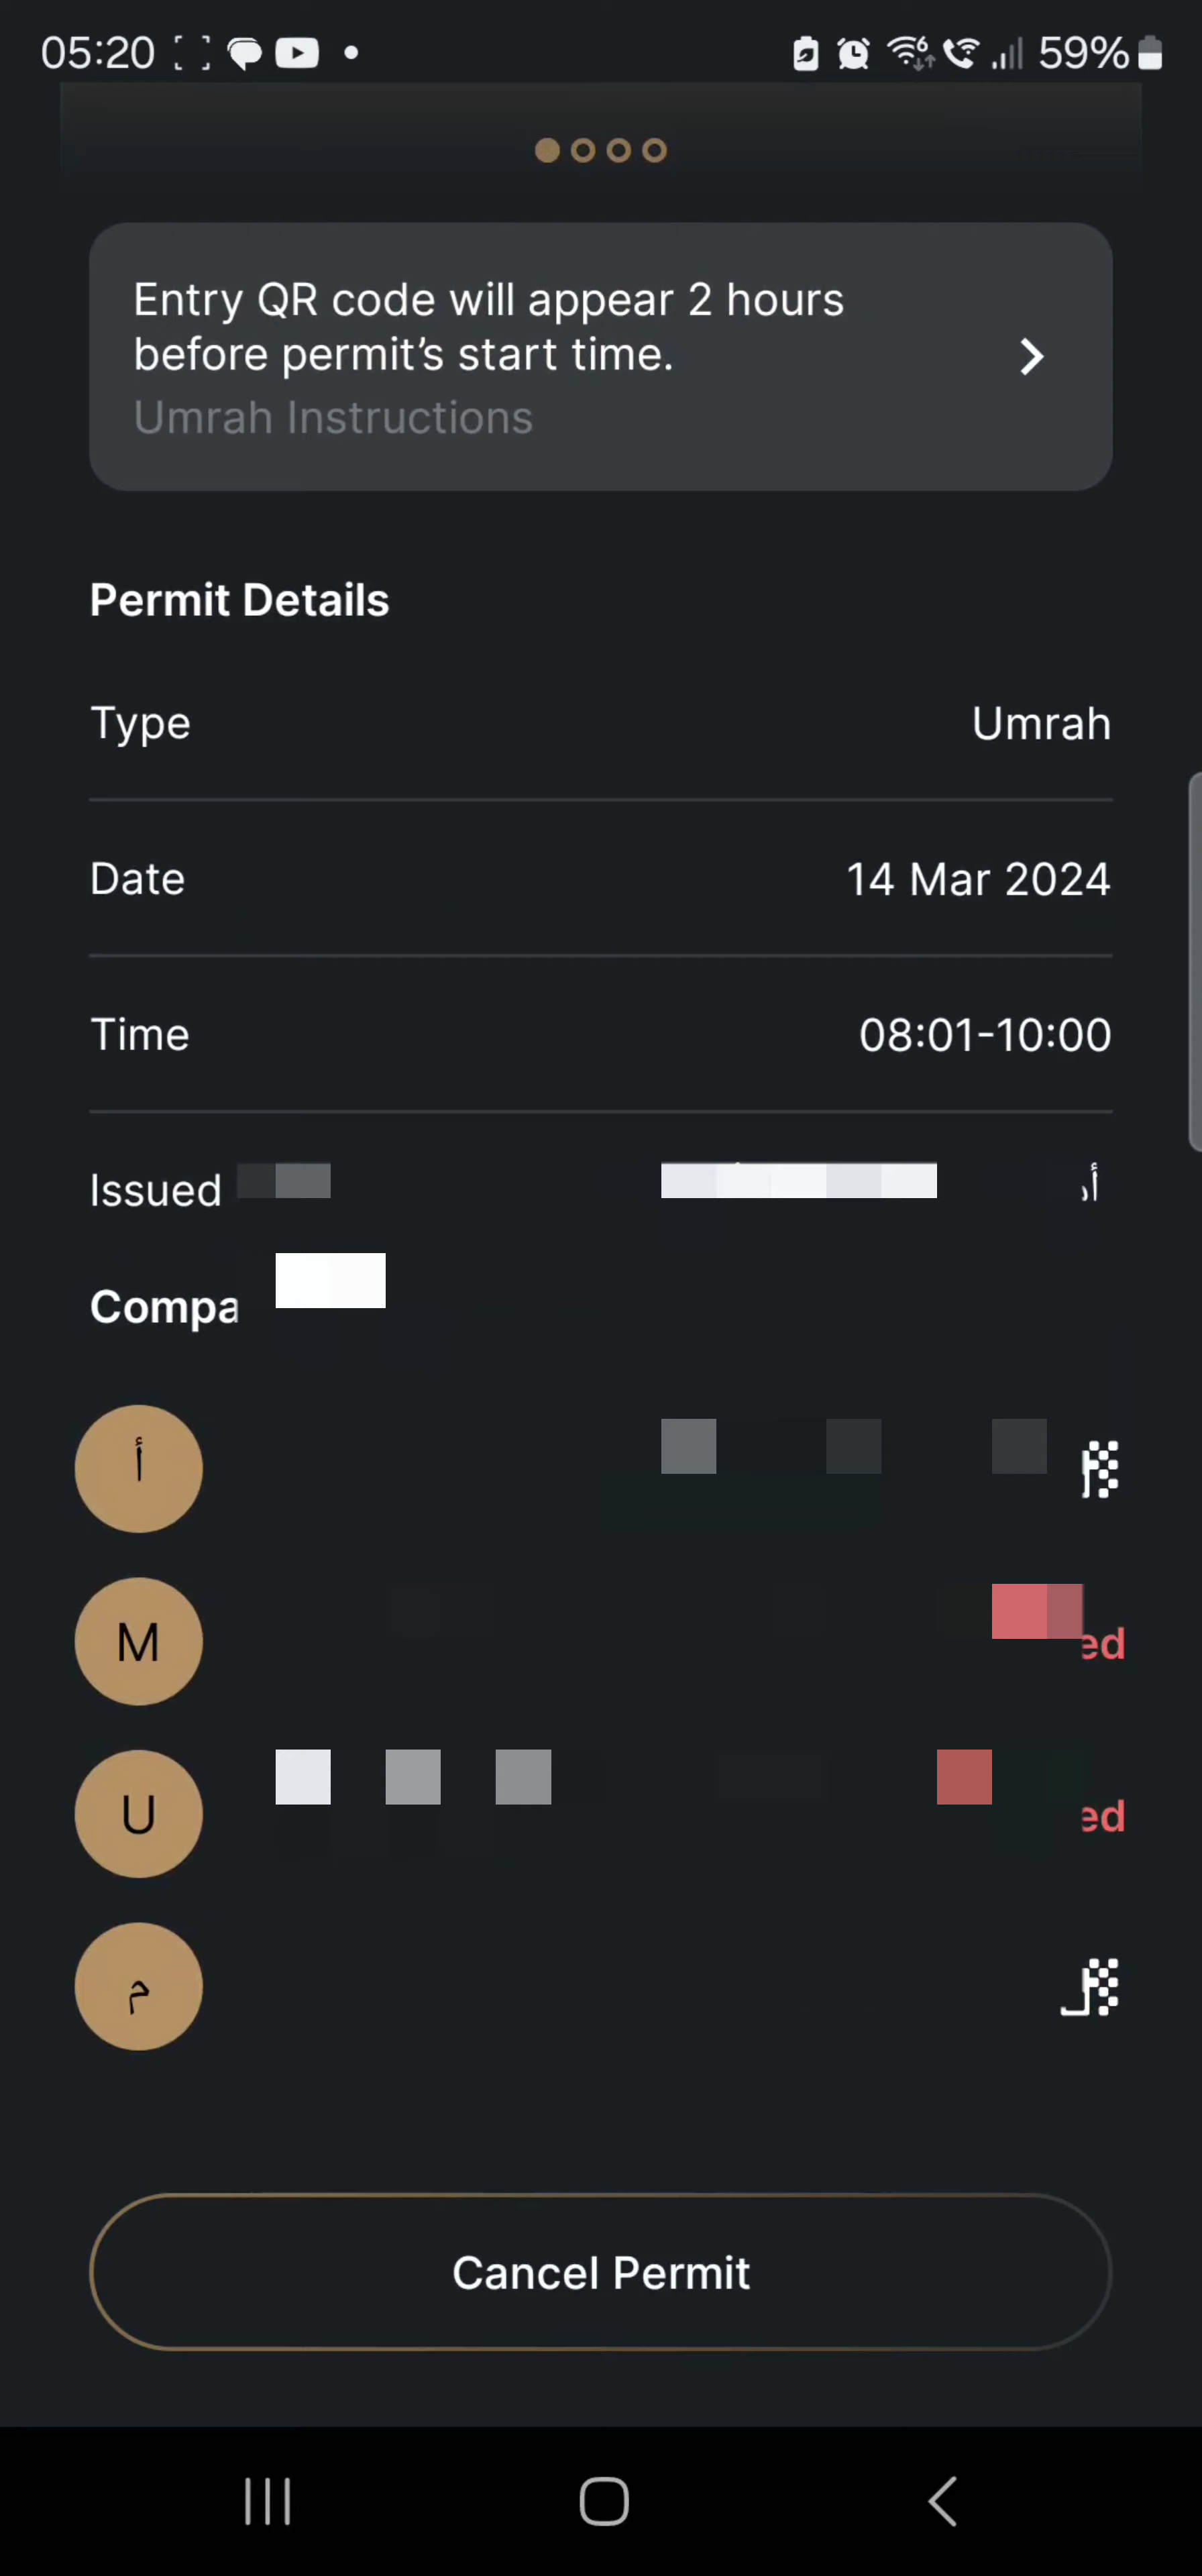 05:20
59%
Entry QR code will appear 2 hours
before permit’s start time.
Umrah Instructions
Permit Details
Type Umrah
Date 14 Mar 2024
Time 08:01-10:00
Issued
أ
M
U
م
Cancel Permit